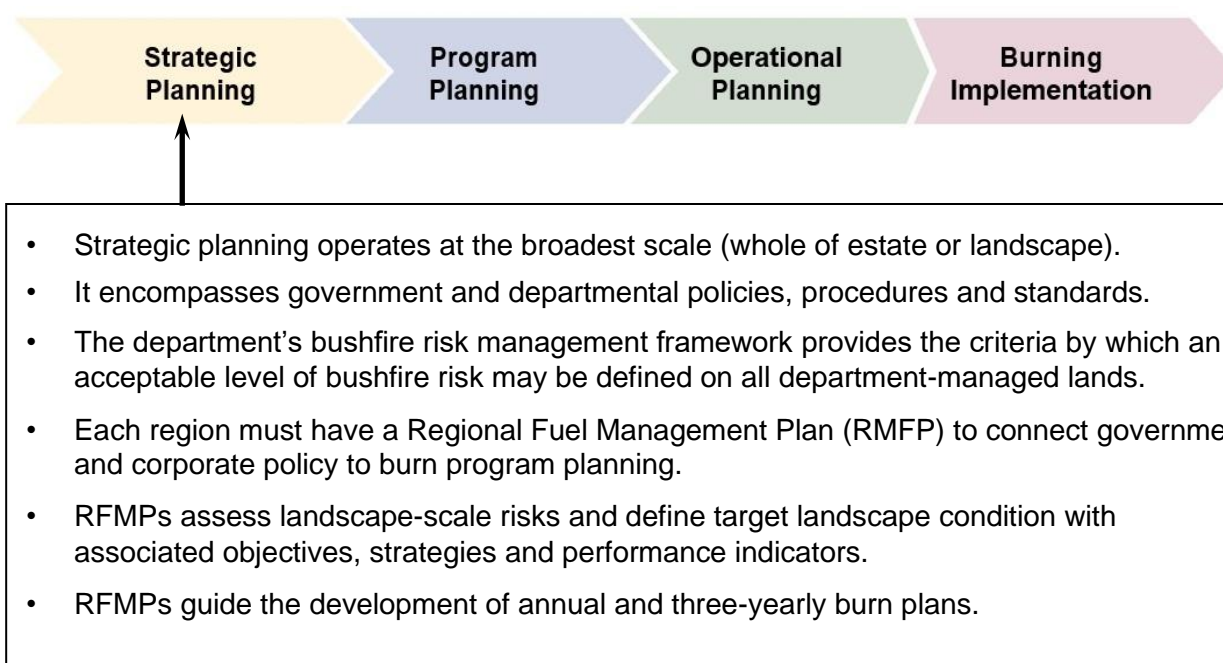 Strategic Planning
Program Planning
Operational Planning
Burning Implementation
• Strategic planning operates at the broadest scale (whole of estate or landscape).
• It encompasses government and departmental policies, procedures and standards.
• The department’s bushfire risk management framework provides the criteria by which an
acceptable level of bushfire risk may be defined on all department-managed lands.
• Each region must have a Regional Fuel Management Plan (RMFP) to connect governme
and corporate policy to burn program planning.
• RFMPs assess landscape-scale risks and define target landscape condition with
associated objectives, strategies and performance indicators.
• RFMPs guide the development of annual and three-yearly burn plans.